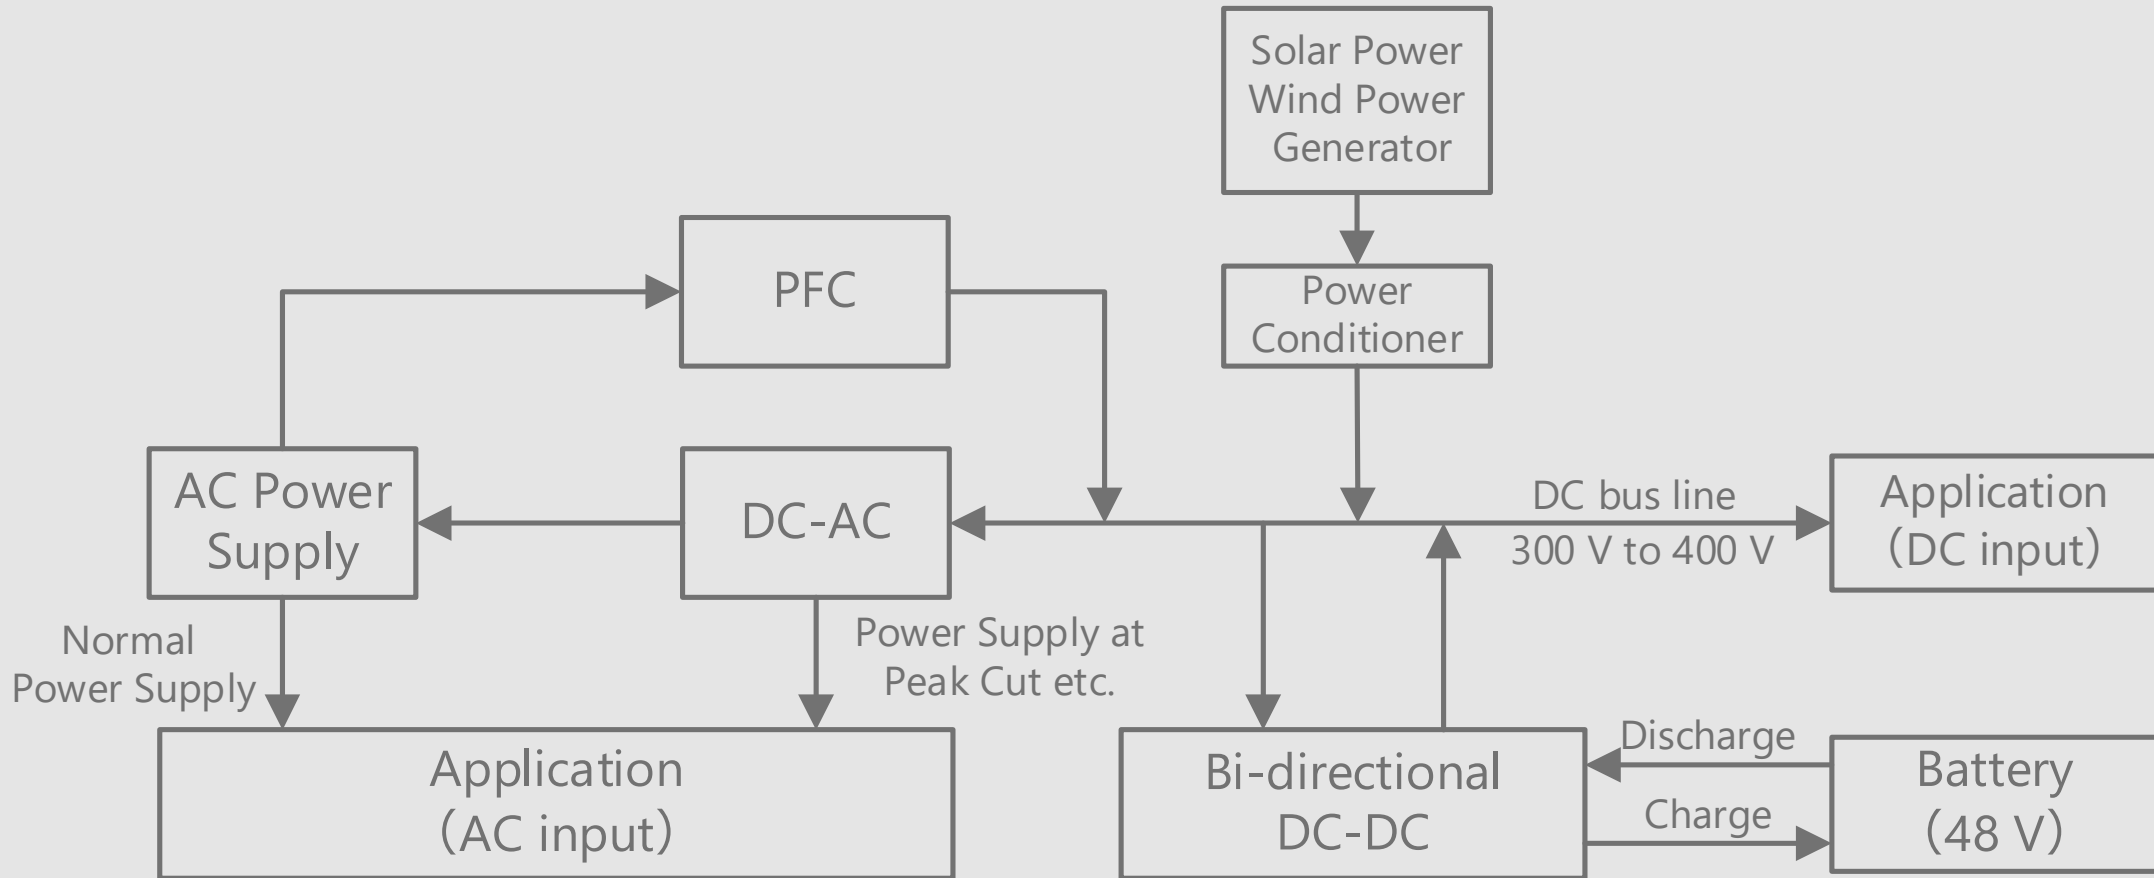 Solar Power
Wind Power
Generator
PFC
Power
Conditioner
AC Power
Supply
DC-AC
DC bus line
300 V to 400 V
Application
(DC input)
Normal
Power Supply
Power Supply at
Peak Cut etc.
Application
(AC input)
Bi-directional
DC-DC
Discharge
Charge
Battery
(48 V)